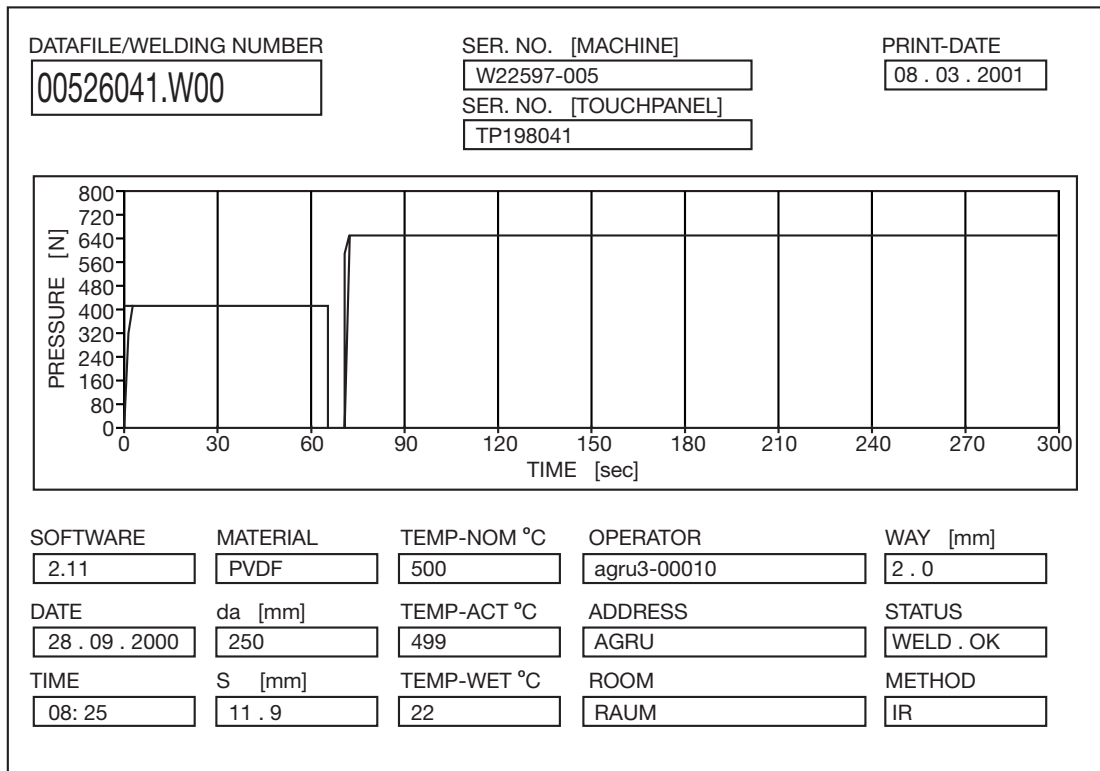 DATAFILE/WELDING NUMBER
00526041.W00
SER. NO. [MACHINE]
W22597-005
SER. NO. [TOUCHPANEL]
TP198041
PRINT-DATE
08 . 03 . 2001
PRESSURE [N]
800
720
640
560
480
400
320
240
160
80
0
0 30 60 90 120 150 180 210 240 270 300
TIME [sec]
SOFTWARE MATERIAL TEMP-NOM °C OPERATOR WAY [mm]
2.11 PVDF 500 agru3-00010 2 . 0
DATE da [mm] TEMP-ACT °C ADDRESS STATUS
28 . 09 . 2000 250 499 AGRU WELD . OK
TIME S [mm] TEMP-WET °C ROOM METHOD
08: 25 11 . 9 22 RAUM IR